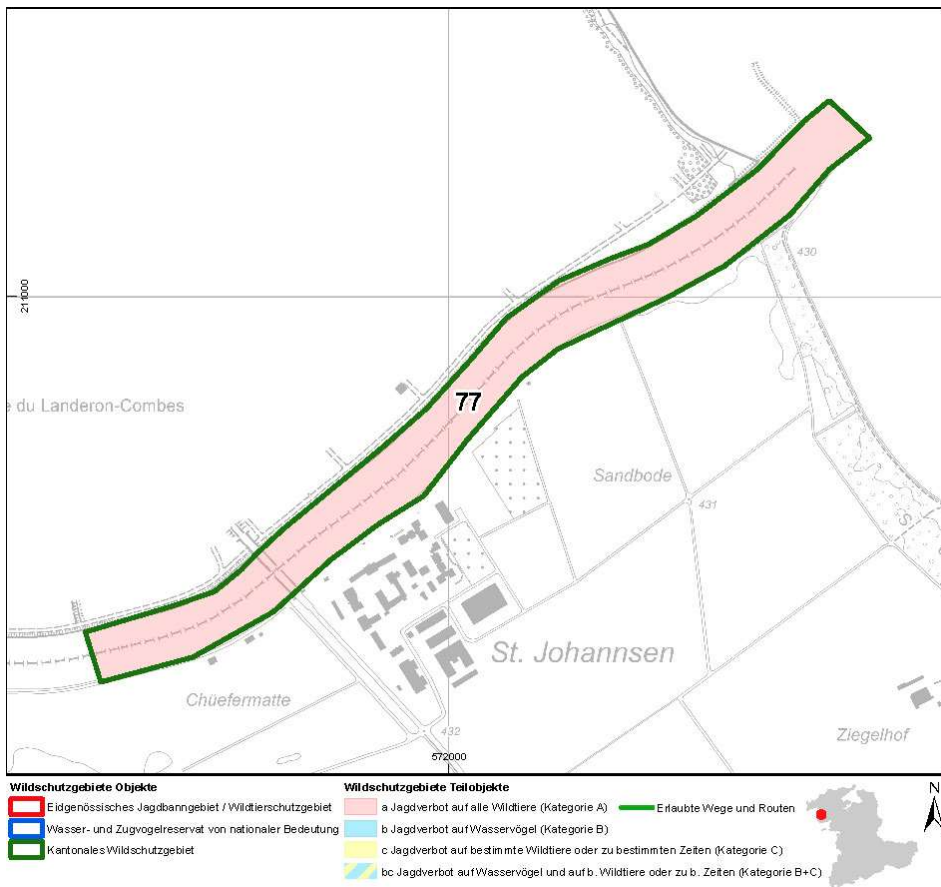 430
211000
e du Landeron-Combes
77
Sandbode
431
St. Johannsen
Chüefermatte
432
Ziegelhof
572000
Wildschutzgebiete Objekte
Eidgenössisches Jagdbanngebiet / Wildtierschutzgebiet
Wasser- und Zugvogelreservat von nationaler Bedeutung
Kantonales Wildschutzgebiet
Wildschutzgebiete Teilobjekte
a Jagdverbot auf alle Wildtiere (Kategorie A)
b Jagdverbot auf Wasservögel (Kategorie B)
c Jagdverbot auf bestimmte Wildtiere oder zu bestimmten Zeiten (Kategorie C)
bc Jagdverbot auf Wasservögel und auf b. Wildtiere oder zu b. Zeiten (Kategorie B+C)
Erlaubte Wege und Routen
N